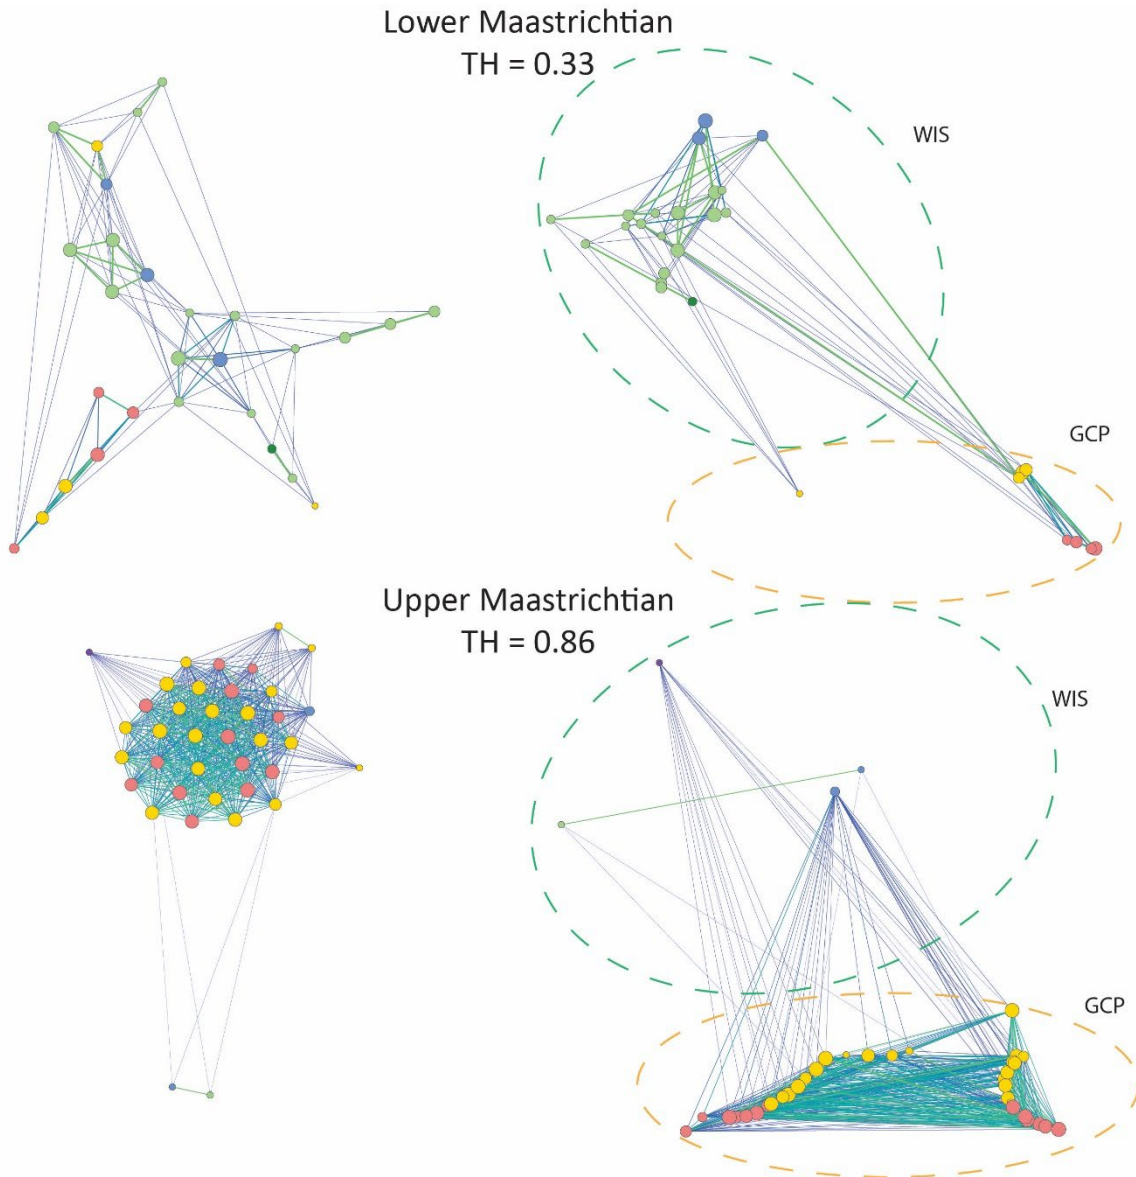 Lower Maastrichtian
TH = 0.33
WIS
GCP
Upper Maastrichtian
TH = 0.86
WIS
GCP